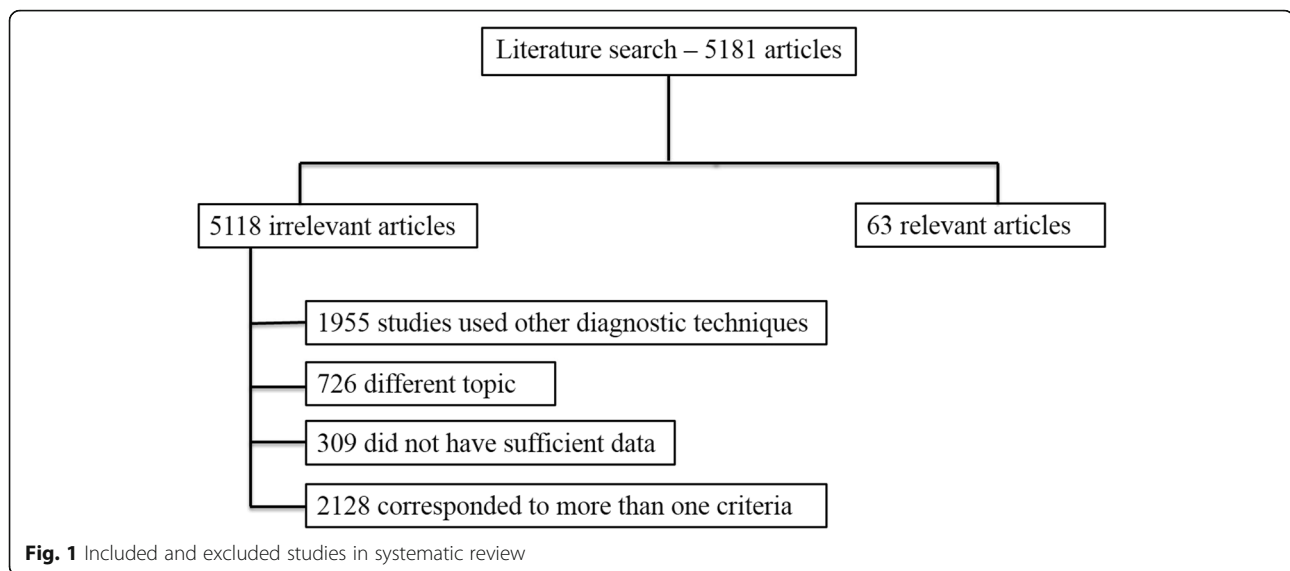 Literature search – 5181 articles
5118 irrelevant articles
63 relevant articles
1955 studies used other diagnostic techniques
726 different topic
309 did not have sufficient data
2128 corresponded to more than one criteria
Fig. 1 Included and excluded studies in systematic review